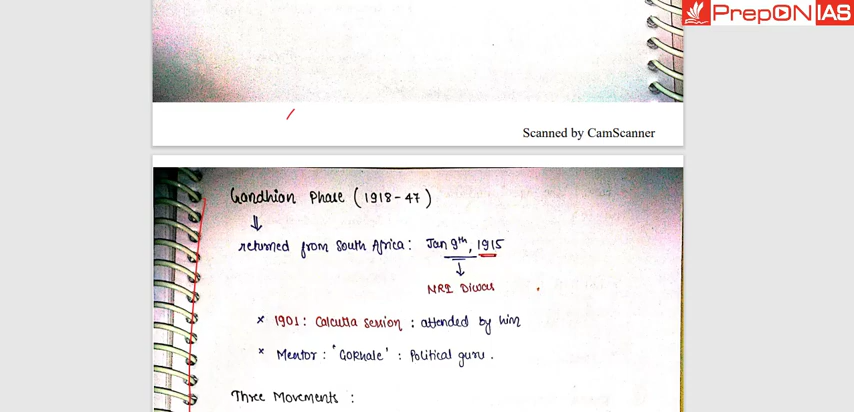 PrepON IAS
Scanned by CamScanner
Gandhian Phase (1918-47)
returned from South Africa: Jan 9th, 1915
NRI Diwas
× 1901: Calcutta session : attended by him
× Mentor : 'GOKhale' : Political guru.
Three Movements :